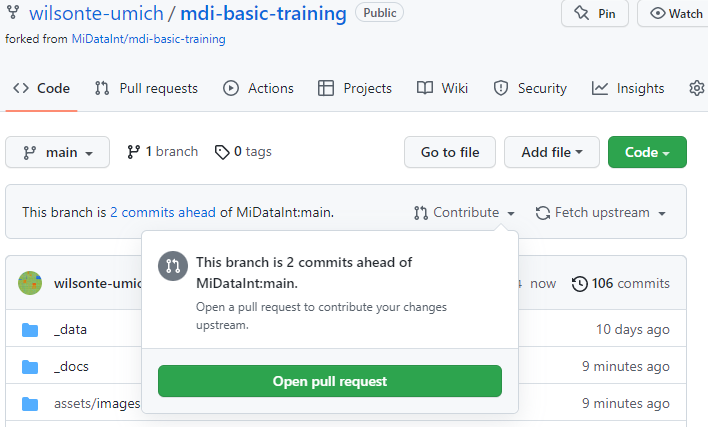 wilsonte-umich / mdi-basic-training Public Pin Watch
forked from MiDataInt/mdi-basic-training
Code Pull requests Actions Projects Wiki Security Insights
main 1 branch 0 tags Go to file Add file Code
This branch is 2 commits ahead of MiDataInt:main. Contribute Fetch upstream
This branch is 2 commits ahead of
MiDataInt:main.
Open a pull request to contribute your changes
upstream.
Open pull request
wilsonte-umic now 106 commits
_data 10 days ago
_docs 9 minutes ago
assets/images 9 minutes ago